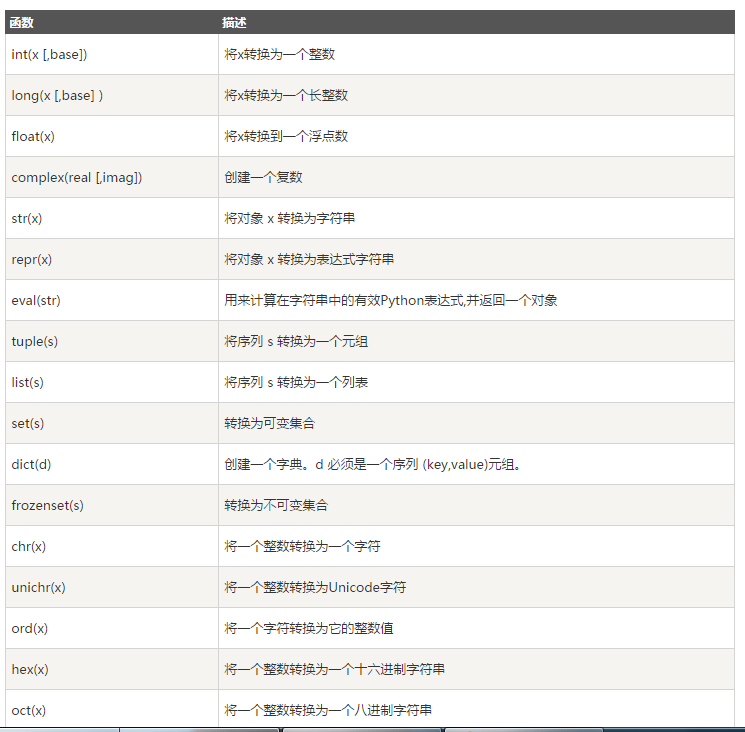 函数 描述
int(x [,base]) 将x转换为一个整数
long(x [,base] ) 将x转换为一个长整数
float(x) 将x转换到一个浮点数
complex(real [,imag]) 创建一个复数
str(x) 将对象 x 转换为字符串
repr(x) 将对象 x 转换为表达式字符串
eval(str) 用来计算在字符串中的有效Python表达式,并返回一个对象
tuple(s) 将序列 s 转换为一个元组
list(s) 将序列 s 转换为一个列表
set(s) 转换为可变集合
dict(d) 创建一个字典。d 必须是一个序列 (key,value)元组。
frozenset(s) 转换为不可变集合
chr(x) 将一个整数转换为一个字符
unichr(x) 将一个整数转换为Unicode字符
ord(x) 将一个字符转换为它的整数值
hex(x) 将一个整数转换为一个十六进制字符串
oct(x) 将一个整数转换为一个八进制字符串